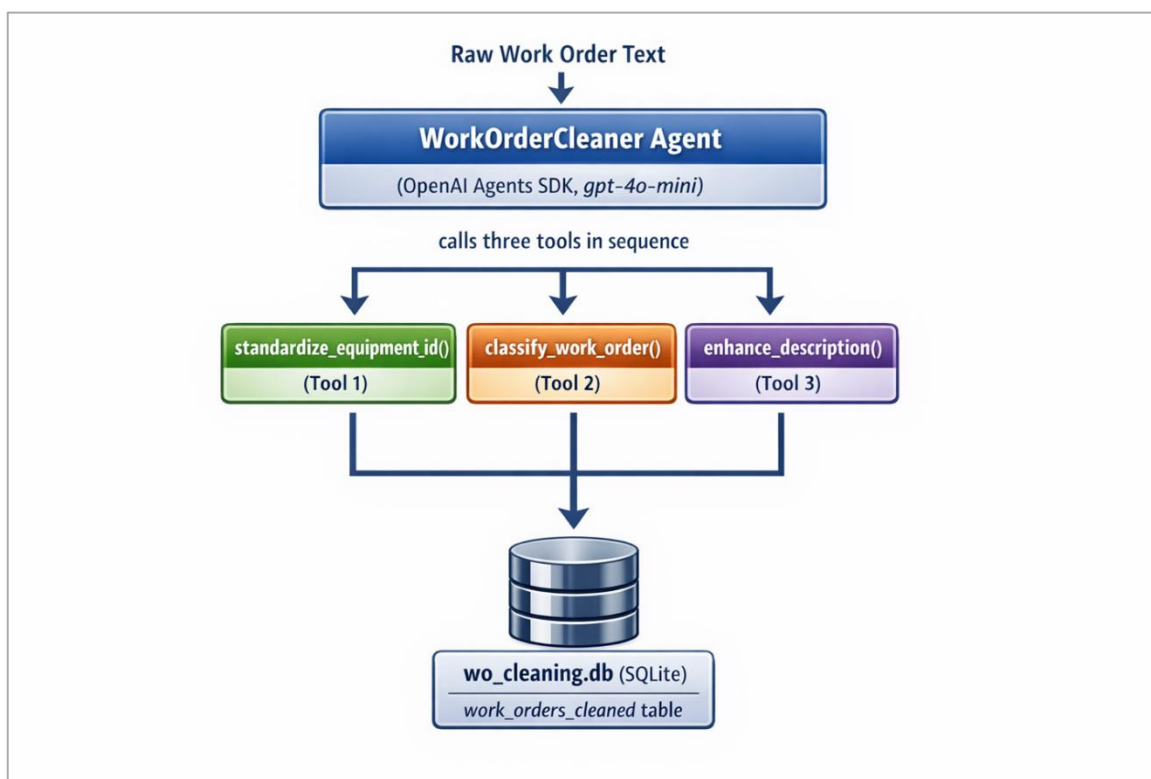 Raw Work Order Text
WorkOrderCleaner Agent
(OpenAI Agents SDK, gpt-4o-mini)
calls three tools in sequence
standardize_equipment_id()
(Tool 1)
classify_work_order()
(Tool 2)
enhance_description()
(Tool 3)
wo_cleaning.db (SQLite)
work_orders_cleaned table